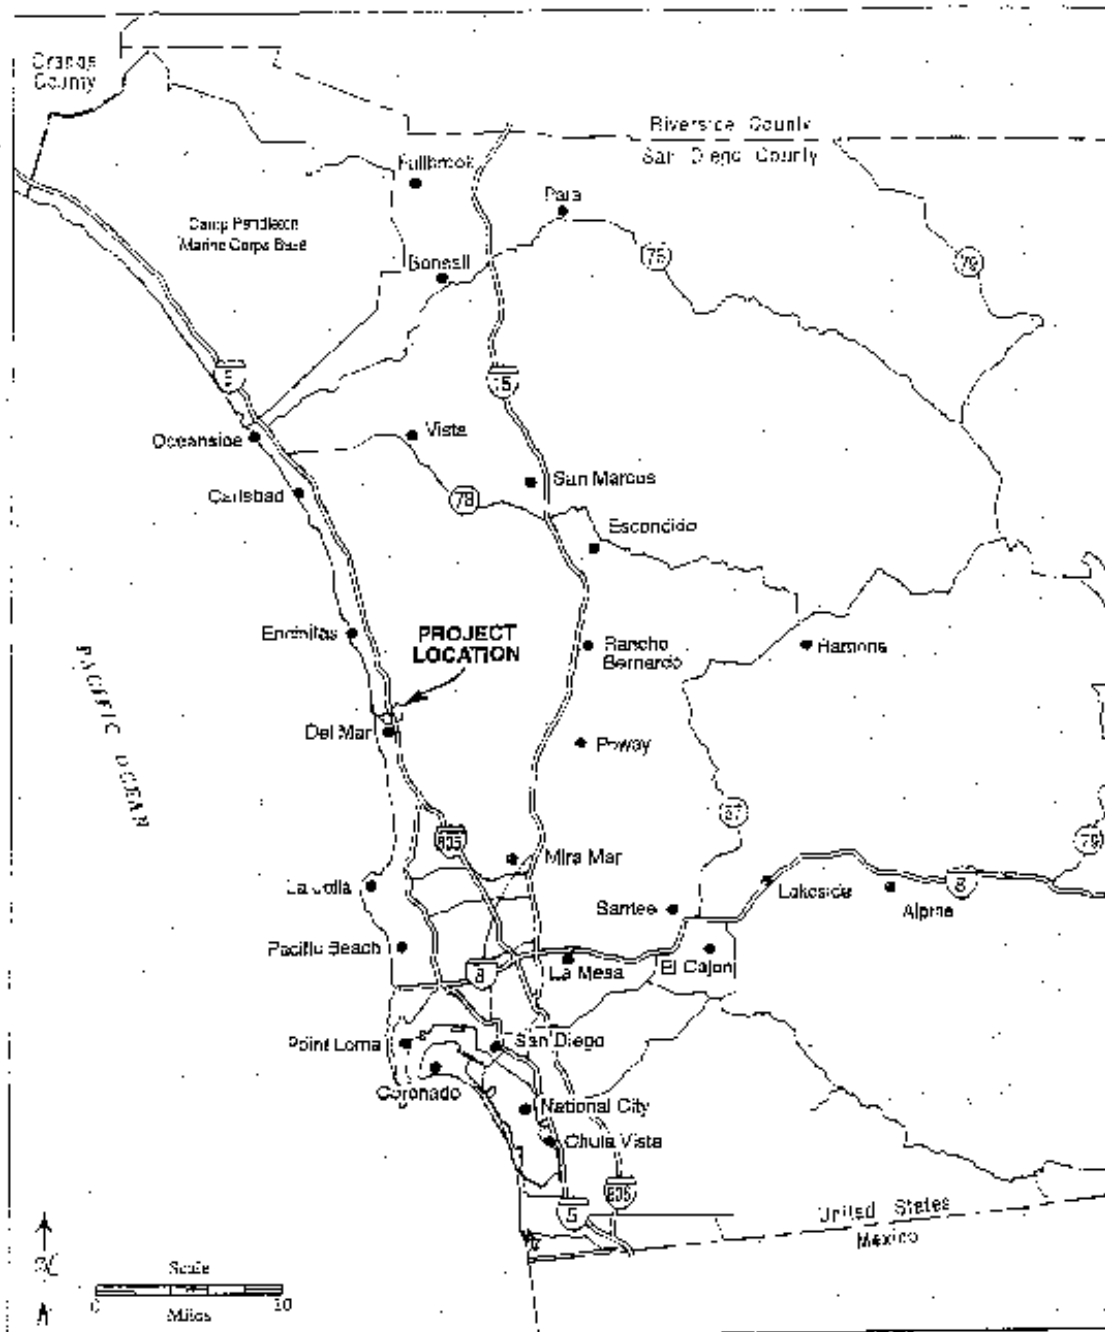 Orange
County
Riverside County
San Diego County
Fallbrook
Pala
Camp Pendleton
Marine Corps Base
Bonsall
76
79
5
15
Oceanside
Vista
Carlsbad
San Marcos
78
Escondido
Encinitas
PROJECT
LOCATION
Rancho
Bernardo
Ramona
PACIFIC OCEAN
Del Mar
Poway
67
805
79
Mira Mar
La Jolla
Lakeside
8
Santee
Alpine
Pacific Beach
8
La Mesa
El Cajon
Point Loma
San Diego
Coronado
National City
Chula Vista
805
5
United States
Mexico
Scale
0 10
Miles